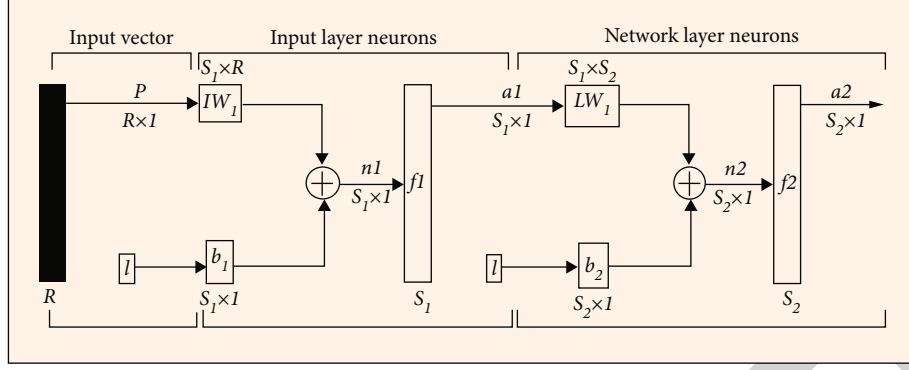 Input vector
Input layer neurons
Network layer neurons
S₁×R
S₁×S₂
P
IW₁
a1
LW₁
a2
R×1
S₁×1
S₂×1
n1
f1
n2
f2
S₁×1
S₂×1
l
b₁
l
b₂
R
S₁×1
S₁
S₂×1
S₂